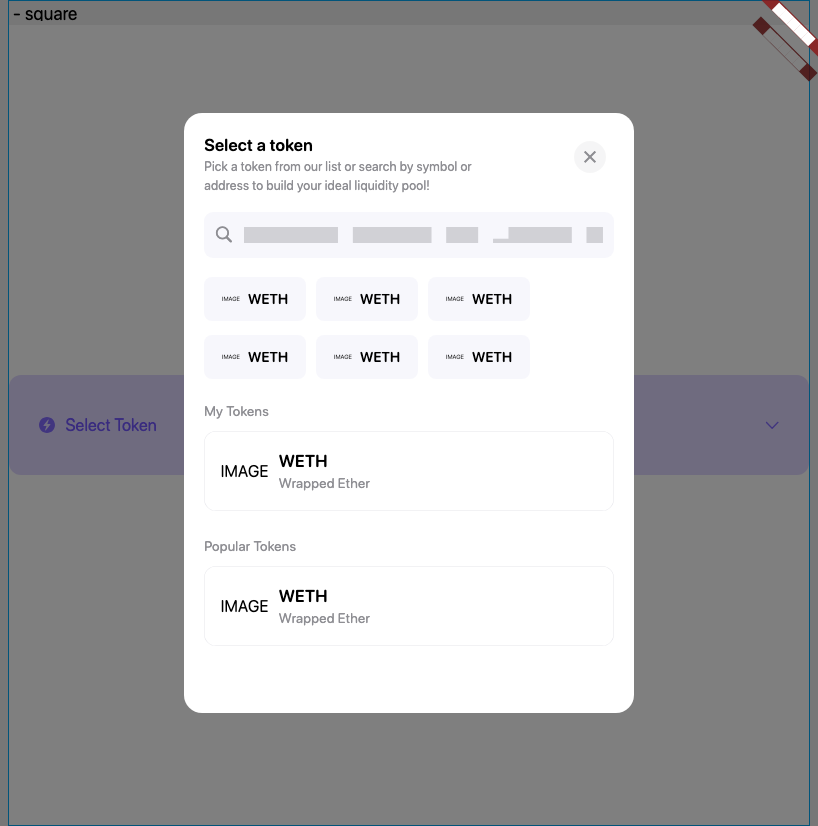 - square
Select a token
Pick a token from our list or search by symbol or
address to build your ideal liquidity pool!
IMAGE WETH IMAGE WETH IMAGE WETH
IMAGE WETH IMAGE WETH IMAGE WETH
My Tokens
Select Token
IMAGE
WETH
Wrapped Ether
Popular Tokens
IMAGE
WETH
Wrapped Ether